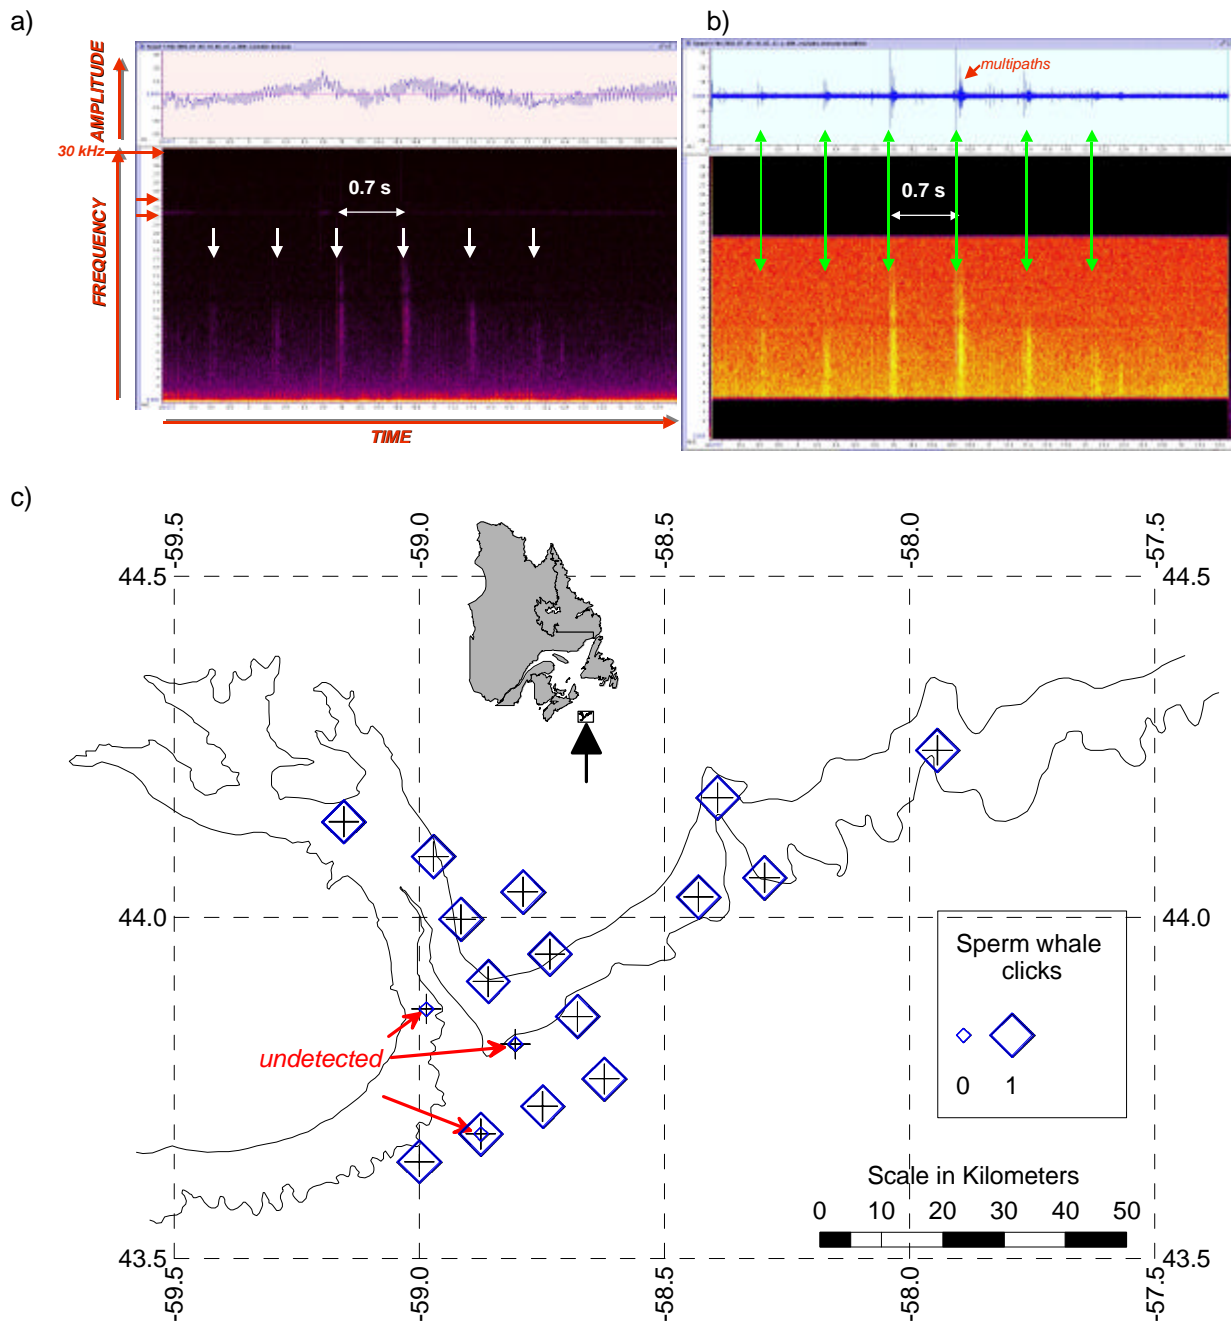 a)
b)
AMPLITUDE
multipaths
30 kHz
FREQUENCY
0.7 s
0.7 s
TIME
c)
-59.5
-59.0
-58.5
-58.0
-57.5
44.5
44.5
44.0
44.0
Sperm whale
clicks
0 1
undetected
Scale in Kilometers
0 10 20 30 40 50
43.5
43.5
-59.5
-59.0
-58.5
-58.0
-57.5